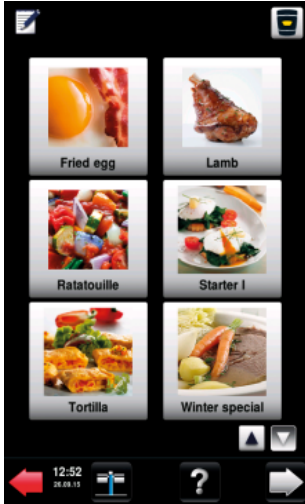 Fried egg
Lamb
Ratatouille
Starter I
Tortilla
Winter special
12:52
26.09.15
?